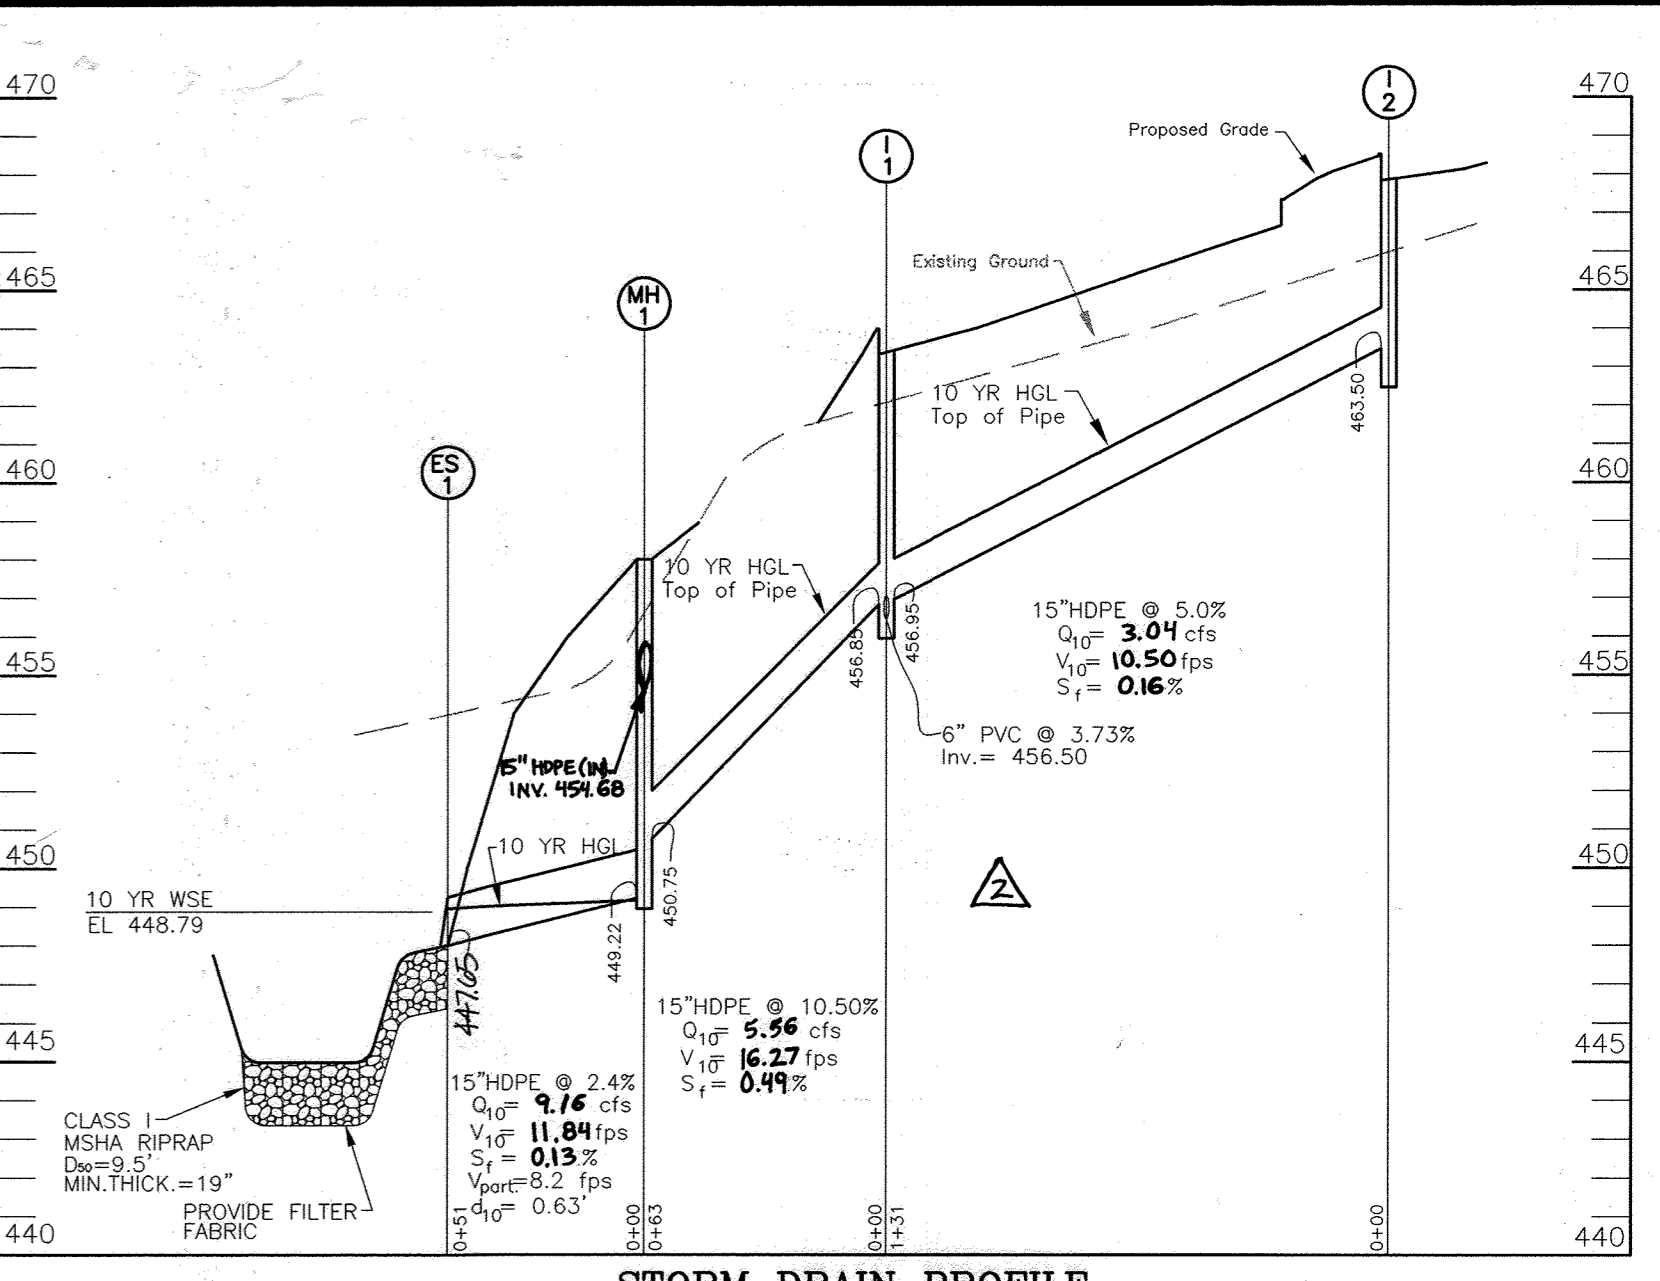 470
470
I
2
Proposed Grade
I
1
Existing Ground
465
465
MH
1
10 YR HGL
Top of Pipe
463.50
460
460
ES
1
10 YR HGL
Top of Pipe
456.85
456.95
15"HDPE @ 5.0%
Q10= 3.04 cfs
V10= 10.50 fps
Sf= 0.16%
455
455
6" PVC @ 3.73%
Inv.= 456.50
15" HDPE (IN)
INV. 454.68
450
450
10 YR HGL
450.75
449.22
2
10 YR WSE
EL 448.79
447.65
445
445
15"HDPE @ 10.50%
Q10= 5.56 cfs
V10= 16.27 fps
Sf= 0.49%
15"HDPE @ 2.4%
Q10= 9.16 cfs
V10= 11.84 fps
Sf= 0.13%
Vpart.=8.2 fps
d10= 0.63'
CLASS I
MSHA RIPRAP
D50=9.5'
MIN.THICK.=19"
PROVIDE FILTER
FABRIC
440
440
0+51
0+00
0+63
0+00
1+31
0+00
STORM DRAIN PROFILE